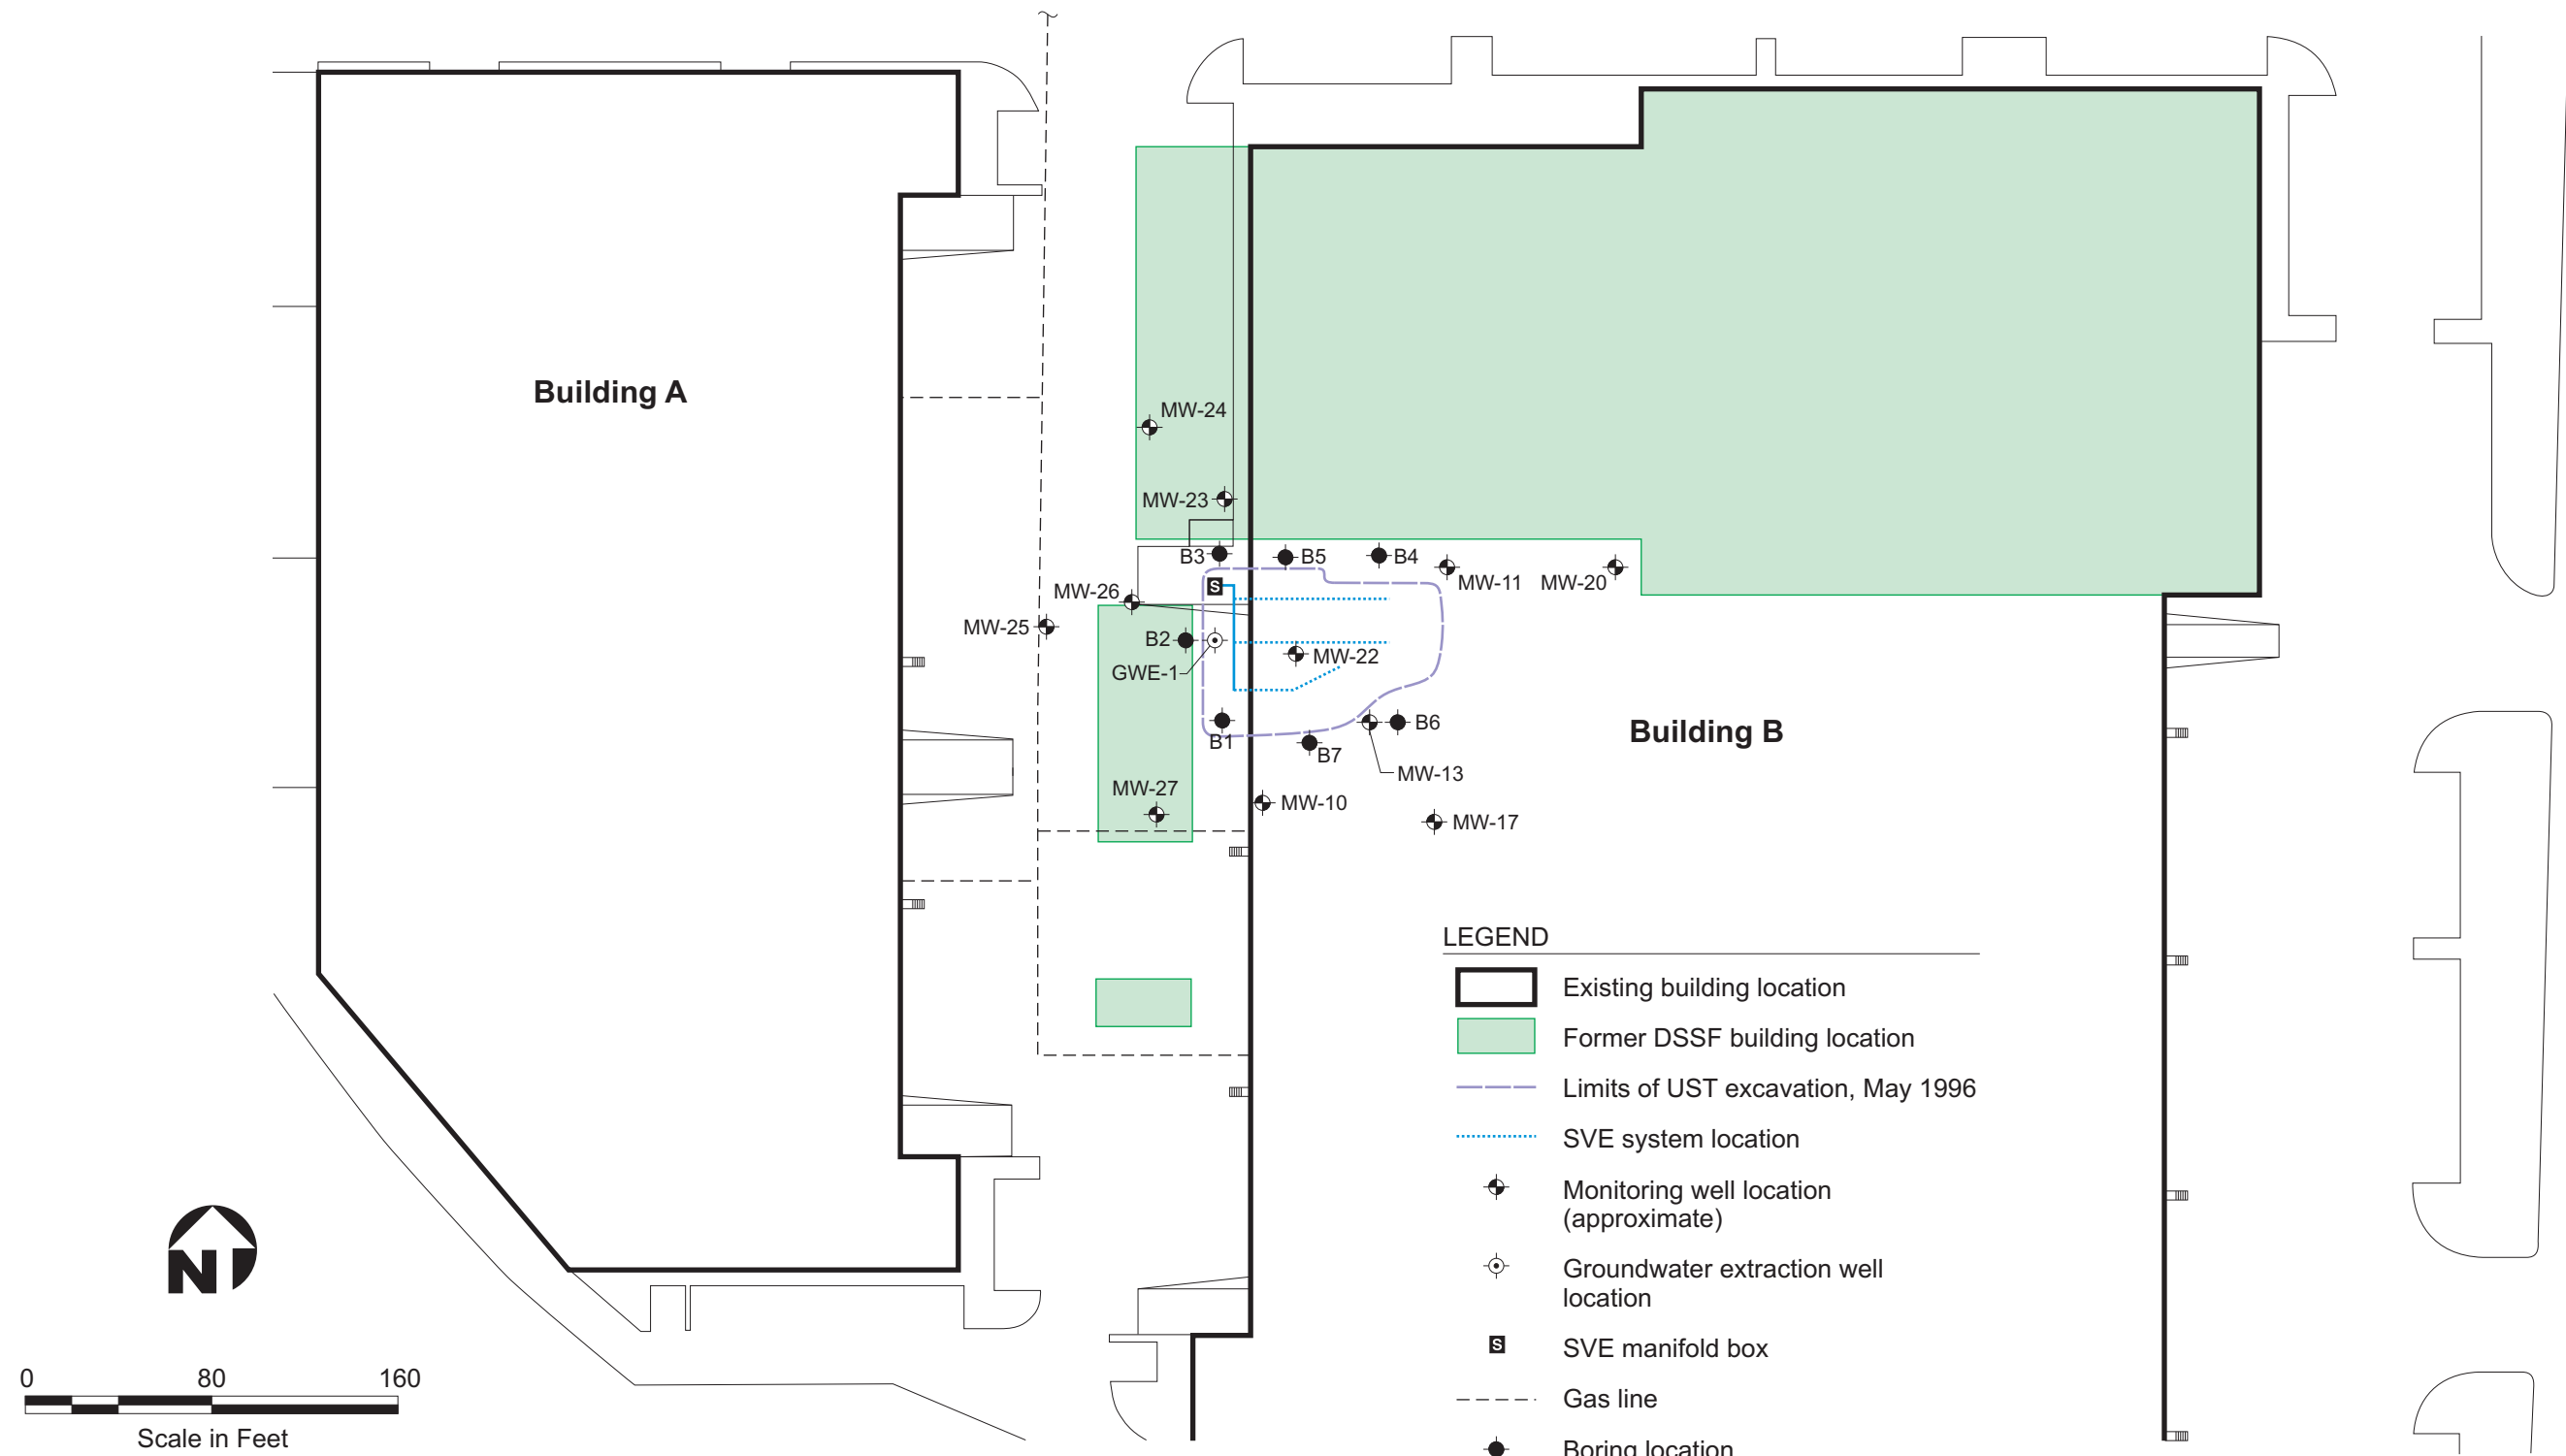 Building A
MW-24
MW-23
B3
B5
B4
MW-11
MW-20
S
MW-26
MW-25
B2
MW-22
GWE-1
B1
B6
Building B
B7
MW-13
MW-27
MW-10
MW-17
LEGEND
Existing building location
Former DSSF building location
Limits of UST excavation, May 1996
SVE system location
Monitoring well location
(approximate)
Groundwater extraction well
location
S
SVE manifold box
Gas line
Boring location
N
0 80 160
Scale in Feet